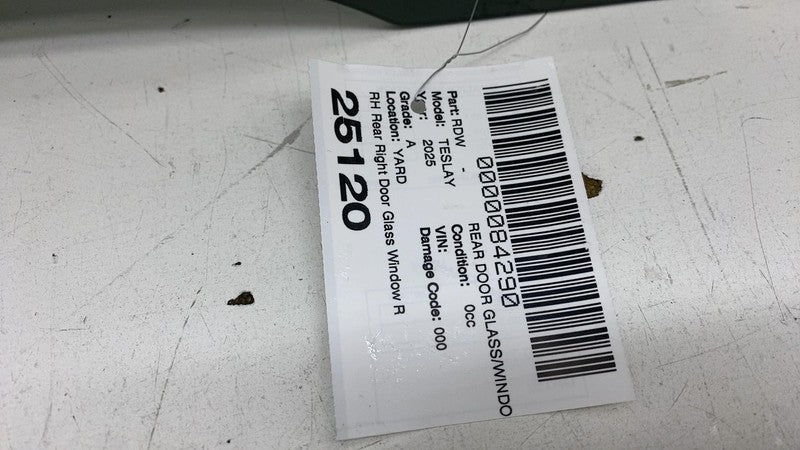 0000084290
Part: RDW - REAR DOOR GLASS/WINDO
Model: TESLAY Condition: 0cc
Year: 2025 VIN:
Grade: A Damage Code: 000
Location: YARD
RH Rear Right Door Glass Window R
25120